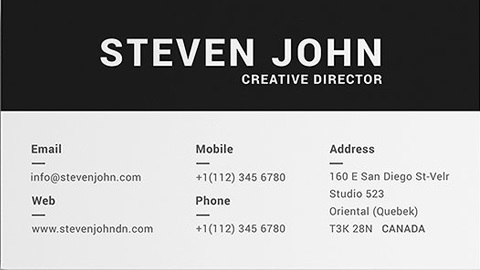 STEVEN JOHN
CREATIVE DIRECTOR
Email
info@stevenjohn.com
Web
www.stevenjohndn.com
Mobile
+1(112) 345 6780
Phone
+1(112) 345 6780
Address
160 E San Diego St-Velr
Studio 523
Oriental (Quebek)
T3K 28N CANADA